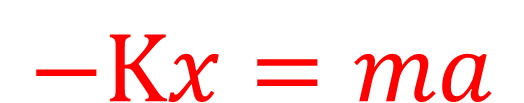 −Kx = ma